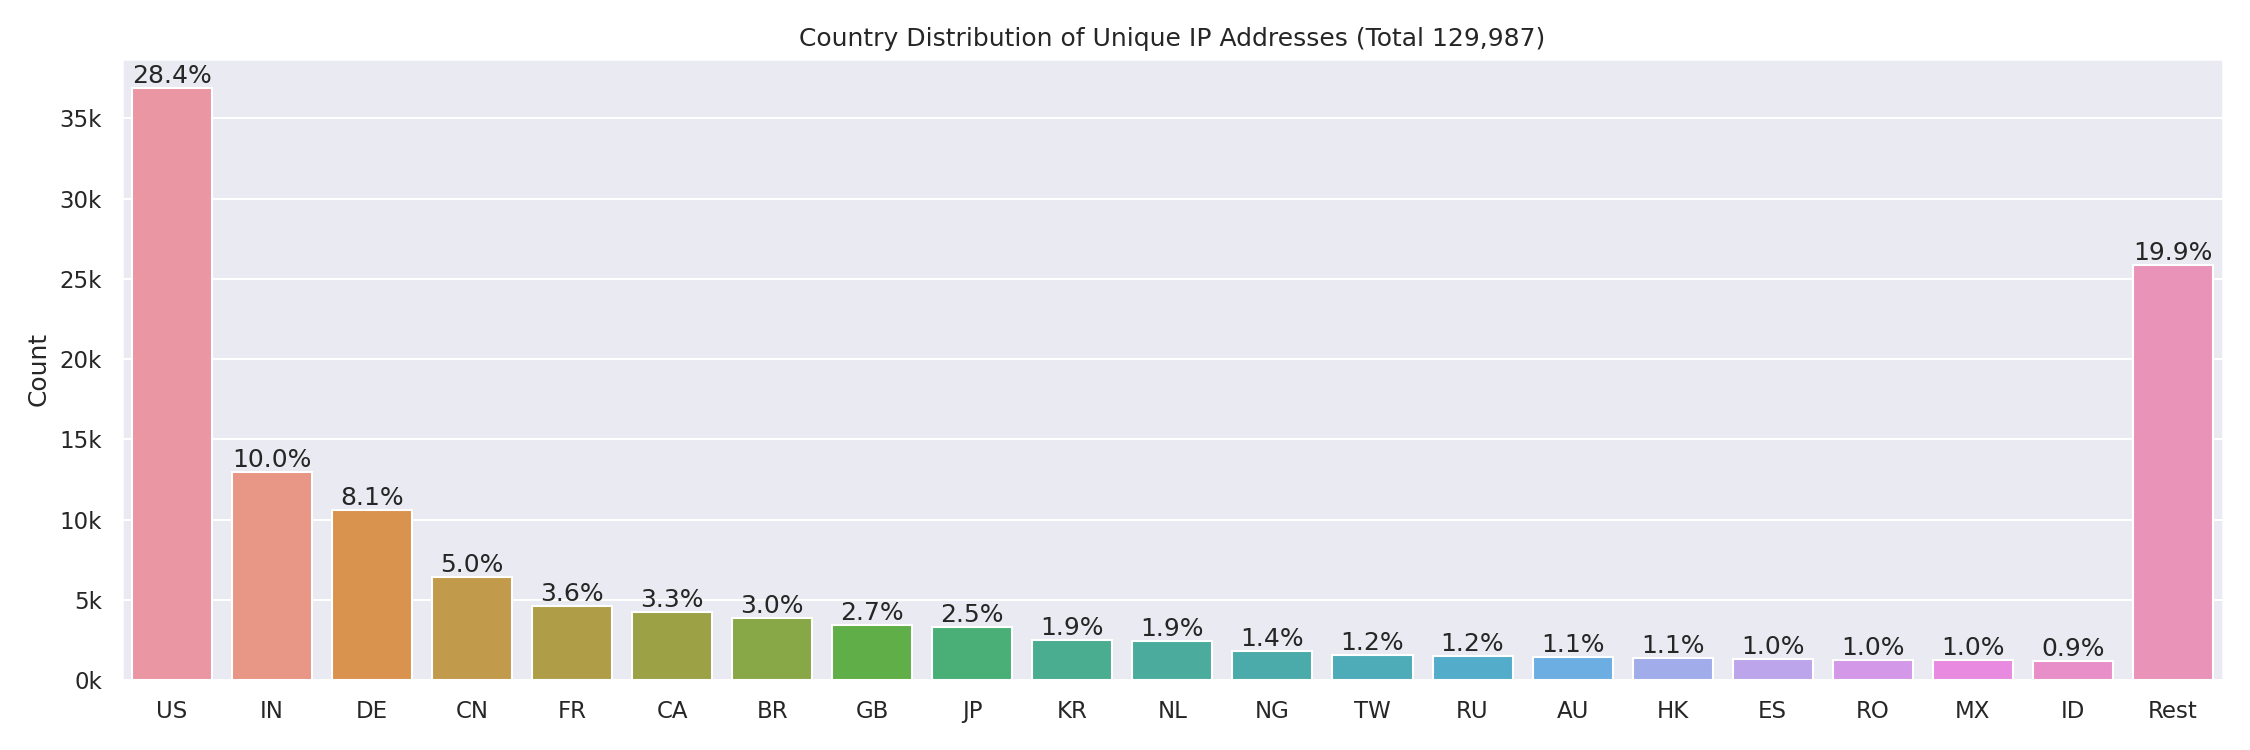 Country Distribution of Unique IP Addresses (Total 129,987)
Count
35k
30k
25k
20k
15k
10k
5k
0k
28.4%
10.0%
8.1%
5.0%
3.6%
3.3%
3.0%
2.7%
2.5%
1.9%
1.9%
1.4%
1.2%
1.2%
1.1%
1.1%
1.0%
1.0%
1.0%
0.9%
19.9%
US IN DE CN FR CA BR GB JP KR NL NG TW RU AU HK ES RO MX ID Rest